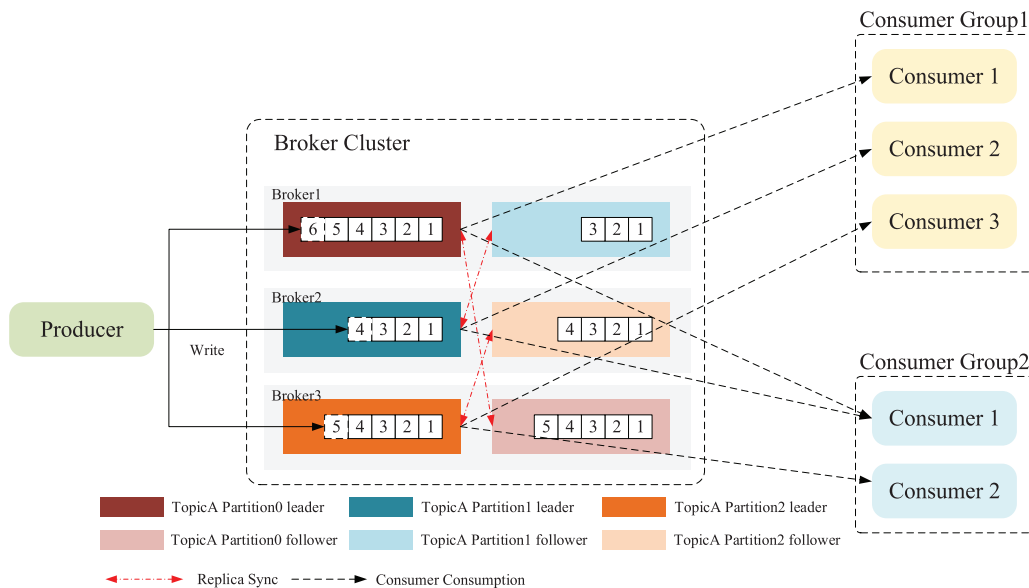 Consumer Group1
Consumer 1
Consumer 2
Consumer 3
Broker Cluster
Broker1
6 5 4 3 2 1
3 2 1
Broker2
4 3 2 1
4 3 2 1
Broker3
5 4 3 2 1
5 4 3 2 1
Producer
Write
Consumer Group2
Consumer 1
Consumer 2
TopicA Partition0 leader
TopicA Partition1 leader
TopicA Partition2 leader
TopicA Partition0 follower
TopicA Partition1 follower
TopicA Partition2 follower
Replica Sync
Consumer Consumption